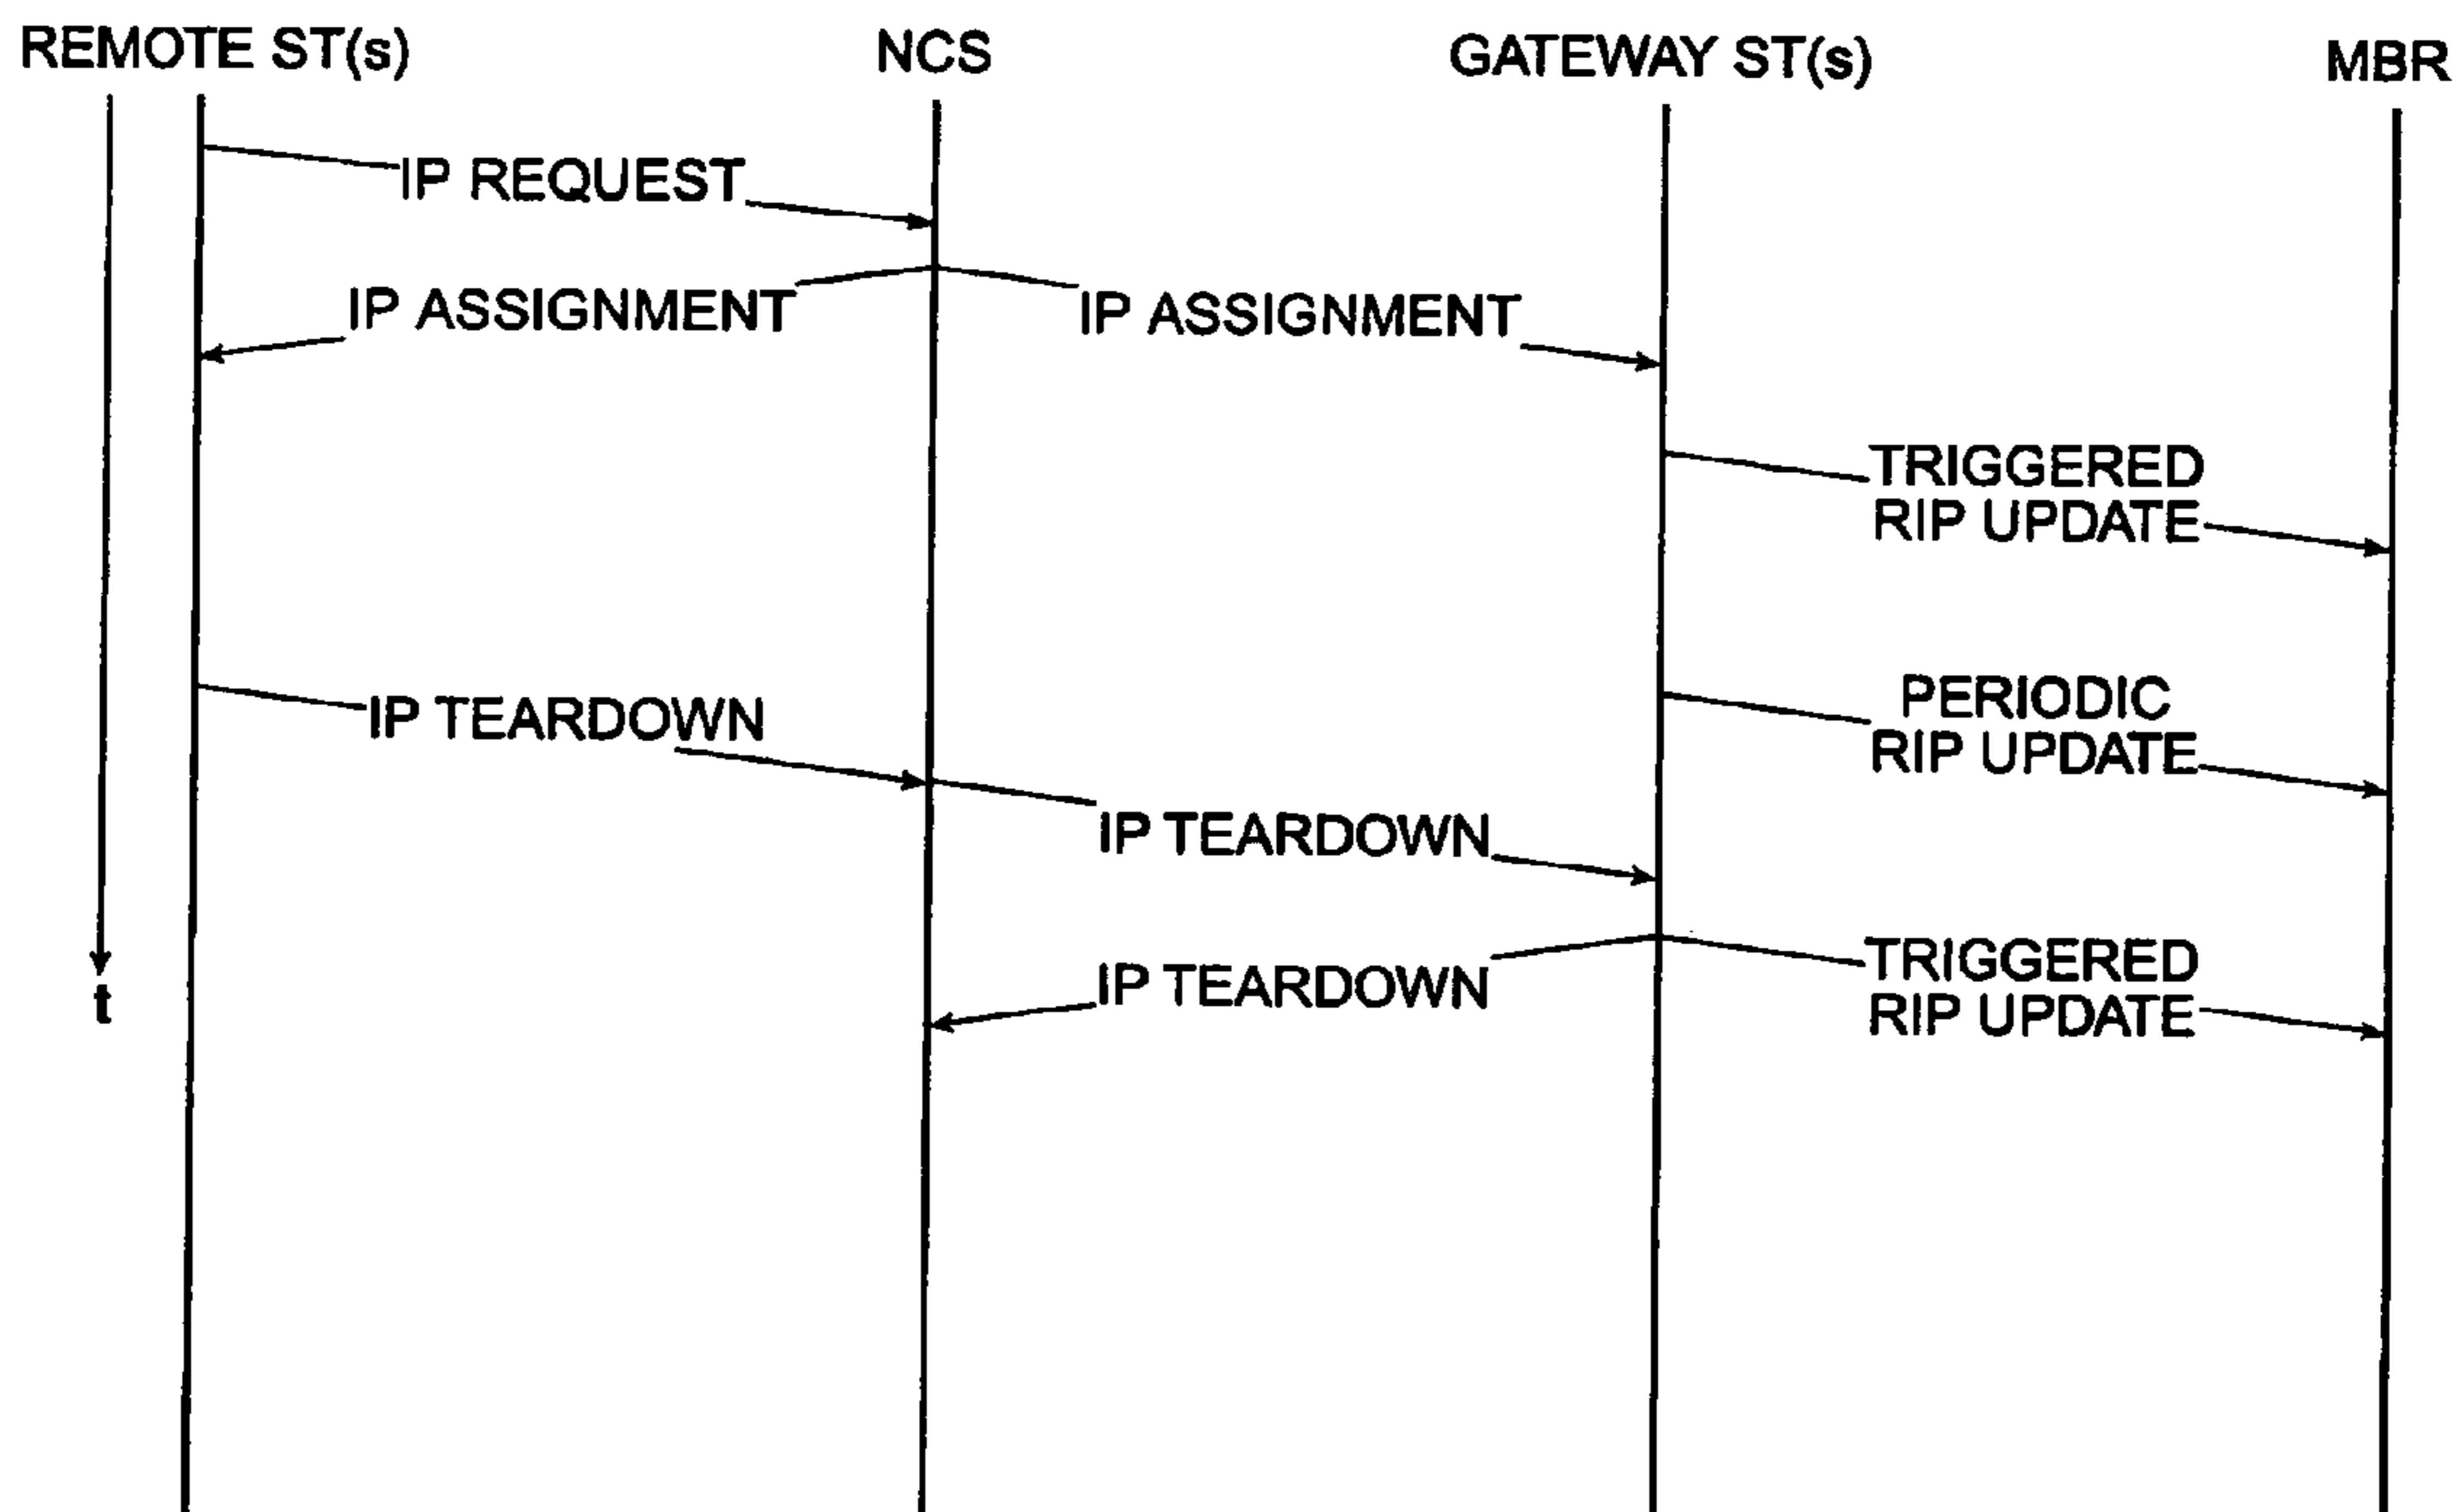 REMOTE ST(s)
NCS
GATEWAY ST(s)
MBR
IP REQUEST
IP ASSIGNMENT
IP ASSIGNMENT
TRIGGERED
RIP UPDATE
IP TEARDOWN
PERIODIC
RIP UPDATE
IP TEARDOWN
IP TEARDOWN
TRIGGERED
RIP UPDATE
t